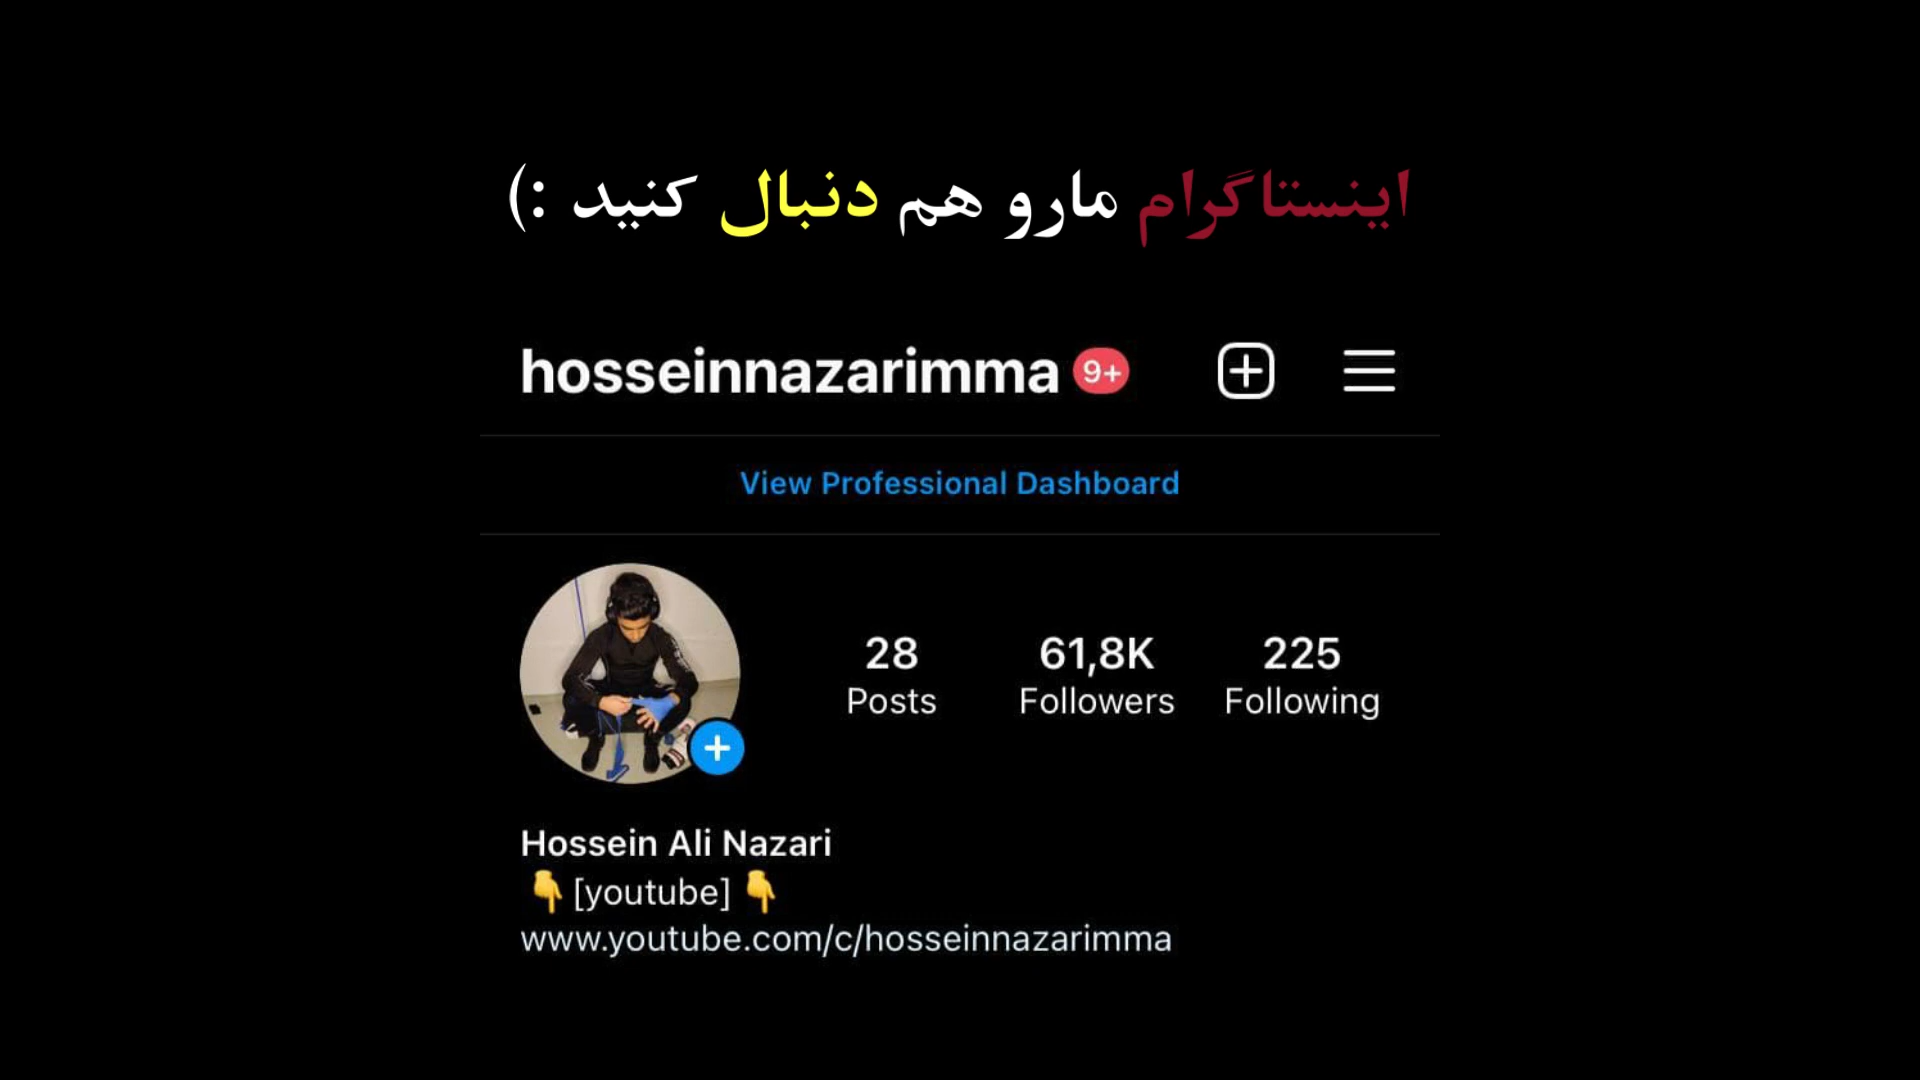 اینستاگرام مارو هم دنبال کنید :)
hosseinnazarimma 9+
View Professional Dashboard
28 61,8K 225
Posts Followers Following
Hossein Ali Nazari
👇[youtube]👇
www.youtube.com/c/hosseinnazarimma